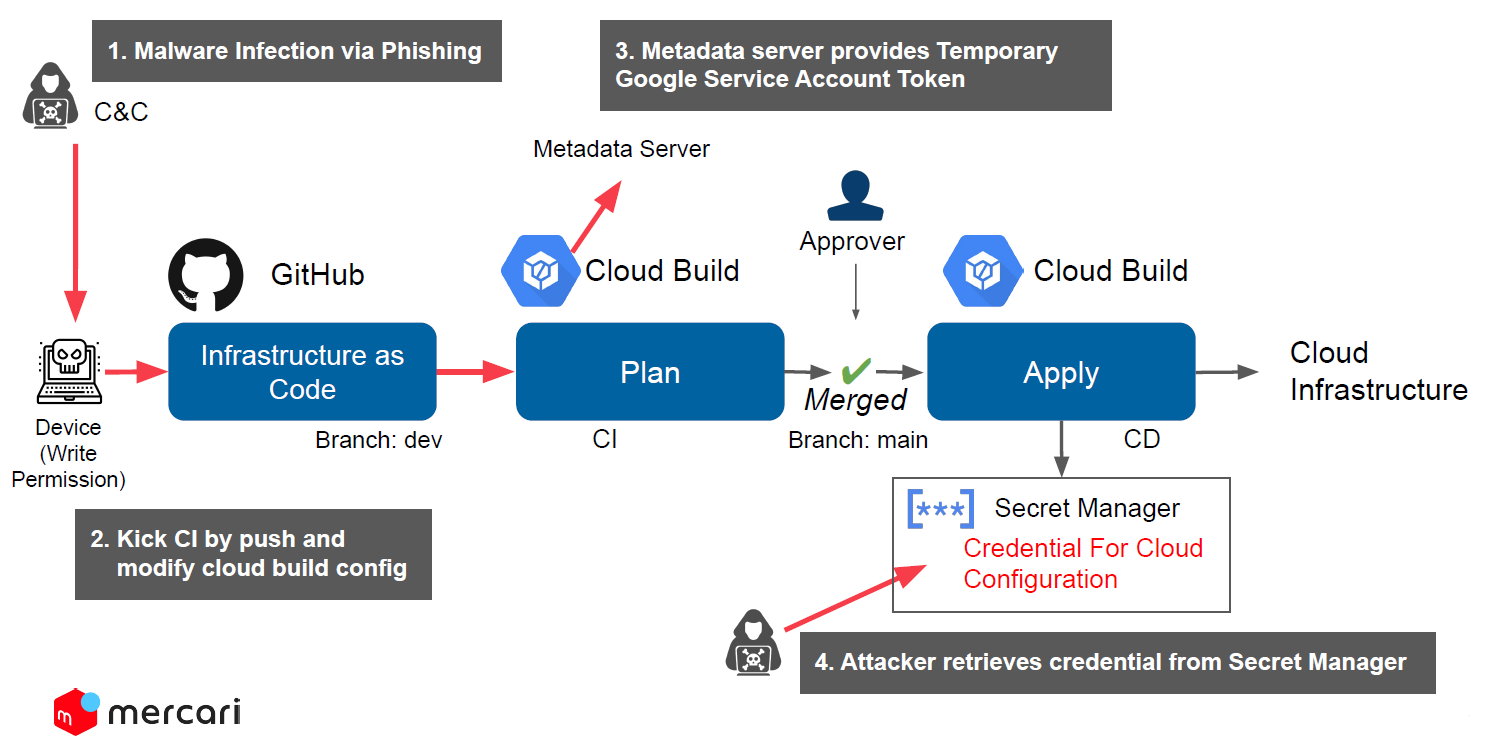 1. Malware Infection via Phishing
3. Metadata server provides Temporary
Google Service Account Token
C&C
Metadata Server
Approver
GitHub
Cloud Build
Cloud Build
Infrastructure as
Code
Plan
Merged
Apply
Cloud
Infrastructure
Device
(Write
Permission)
Branch: dev
CI
Branch: main
CD
[***]
Secret Manager
Credential For Cloud
Configuration
2. Kick CI by push and
modify cloud build config
4. Attacker retrieves credential from Secret Manager
m
mercari